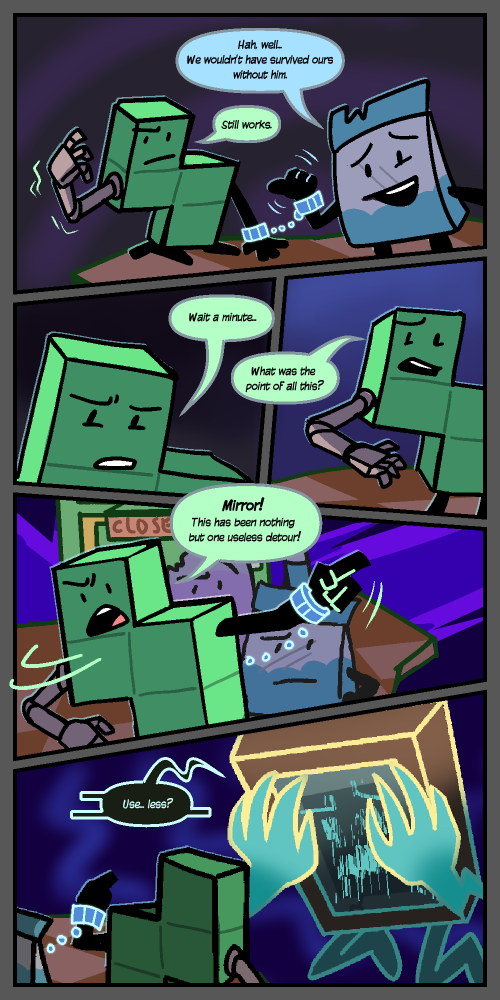 Hah, well...
We wouldn't have survived ours
without him.
Still works.
Wait a minute...
What was the
point of all this?
Mirror!
This has been nothing
but one useless detour!
CLOSE
Use... less?